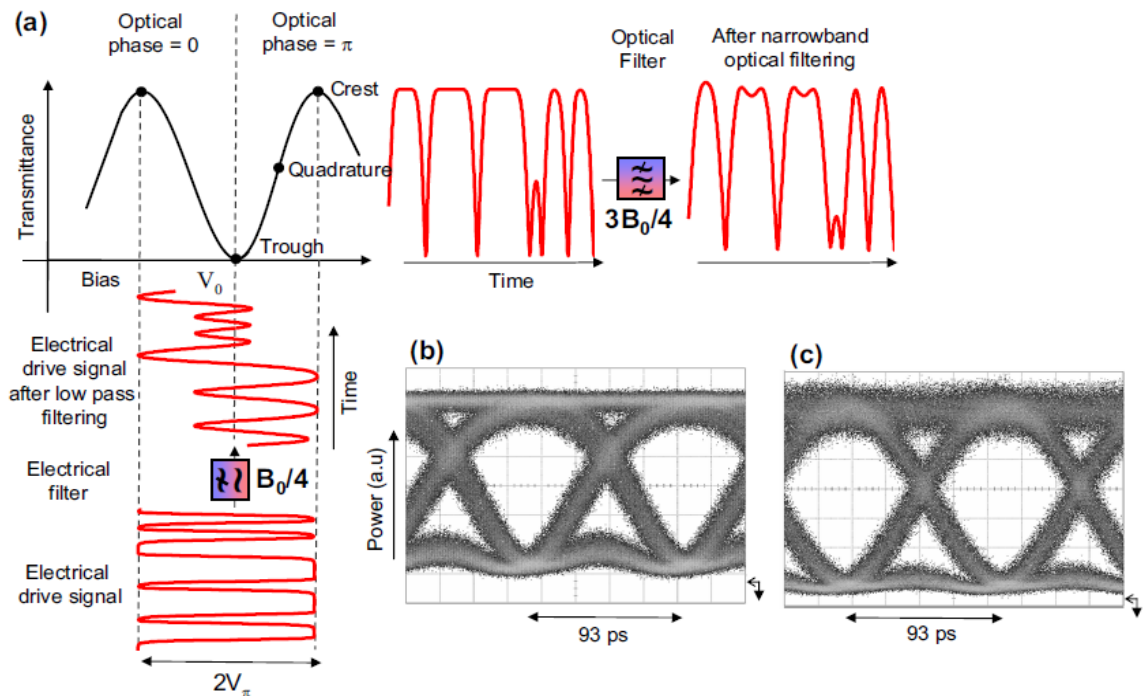 (a)
Optical
phase = 0
Optical
phase = π
Optical
Filter
After narrowband
optical filtering
Crest
Transmittance
Quadrature
3B₀/4
Trough
Bias
V₀
Time
Electrical
drive signal
after low pass
filtering
Time
(b)
(c)
Electrical
filter
B₀/4
Power (a.u)
Electrical
drive signal
93 ps
93 ps
2Vπ